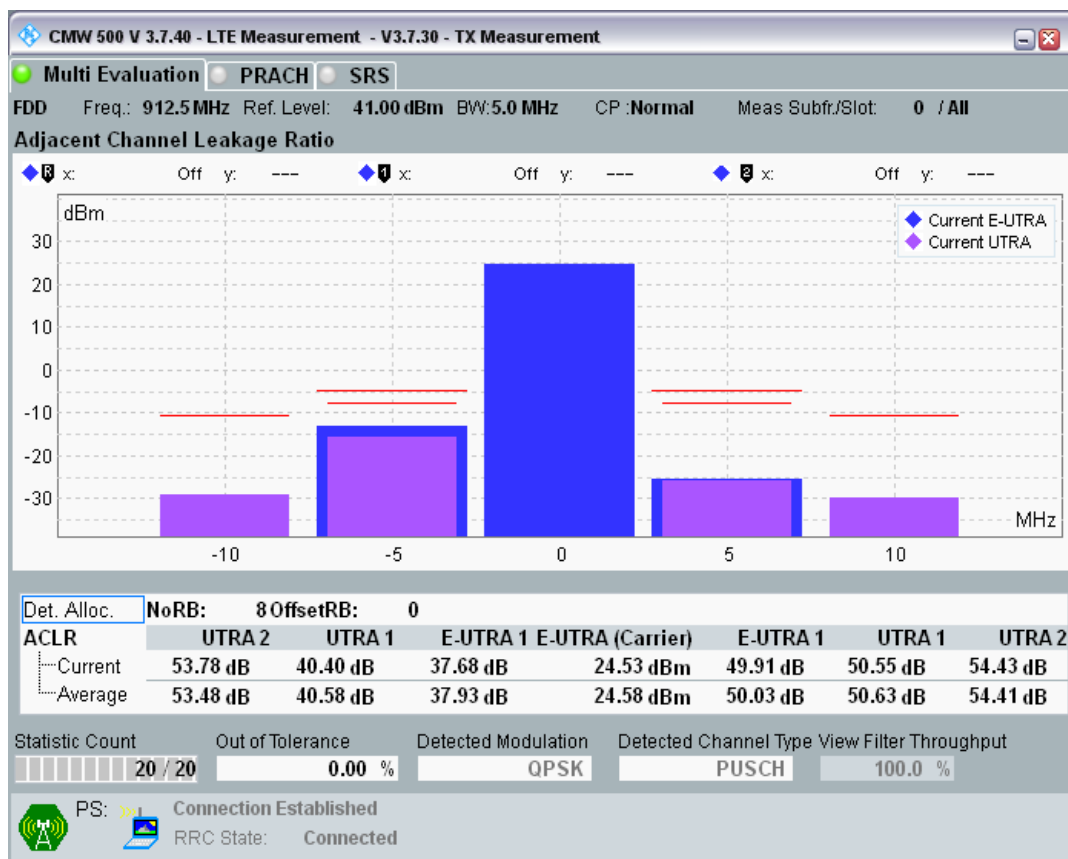 CMW 500 V 3.7.40 - LTE Measurement - V3.7.30 - TX Measurement
Multi Evaluation PRACH SRS
FDD Freq.: 912.5 MHz Ref. Level: 41.00 dBm BW:5.0 MHz CP :Normal Meas Subfr./Slot: 0 / All
Adjacent Channel Leakage Ratio
R x: Off y: --- 1 x: Off y: --- 2 x: Off y: ---
dBm
Current E-UTRA
Current UTRA
30
20
10
0
-10
-20
-30
MHz
-10 -5 0 5 10
Det. Alloc. NoRB: 8 OffsetRB: 0
ACLR UTRA 2 UTRA 1 E-UTRA 1 E-UTRA (Carrier) E-UTRA 1 UTRA 1 UTRA 2
Current 53.78 dB 40.40 dB 37.68 dB 24.53 dBm 49.91 dB 50.55 dB 54.43 dB
Average 53.48 dB 40.58 dB 37.93 dB 24.58 dBm 50.03 dB 50.63 dB 54.41 dB
Statistic Count Out of Tolerance Detected Modulation Detected Channel Type View Filter Throughput
20 / 20 0.00 % QPSK PUSCH 100.0 %
PS: Connection Established
RRC State: Connected